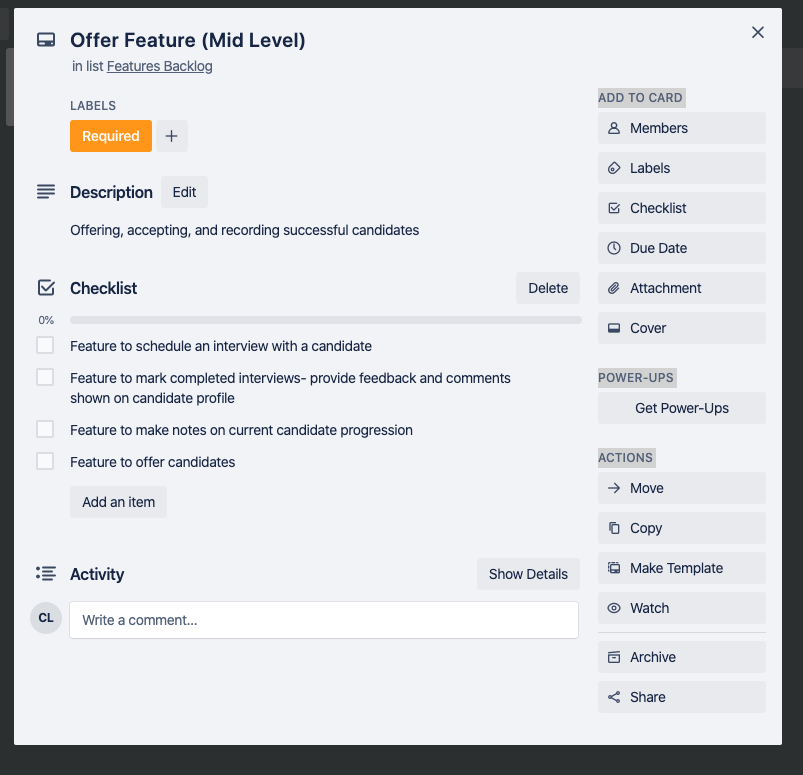 Offer Feature (Mid Level)
in list Features Backlog
LABELS
Required
Description
Edit
Offering, accepting, and recording successful candidates
Checklist
Delete
0%
Feature to schedule an interview with a candidate
Feature to mark completed interviews- provide feedback and comments
shown on candidate profile
Feature to make notes on current candidate progression
Feature to offer candidates
Add an item
Activity
Show Details
CL
Write a comment...
ADD TO CARD
Members
Labels
Checklist
Due Date
Attachment
Cover
POWER-UPS
Get Power-Ups
ACTIONS
Move
Copy
Make Template
Watch
Archive
Share